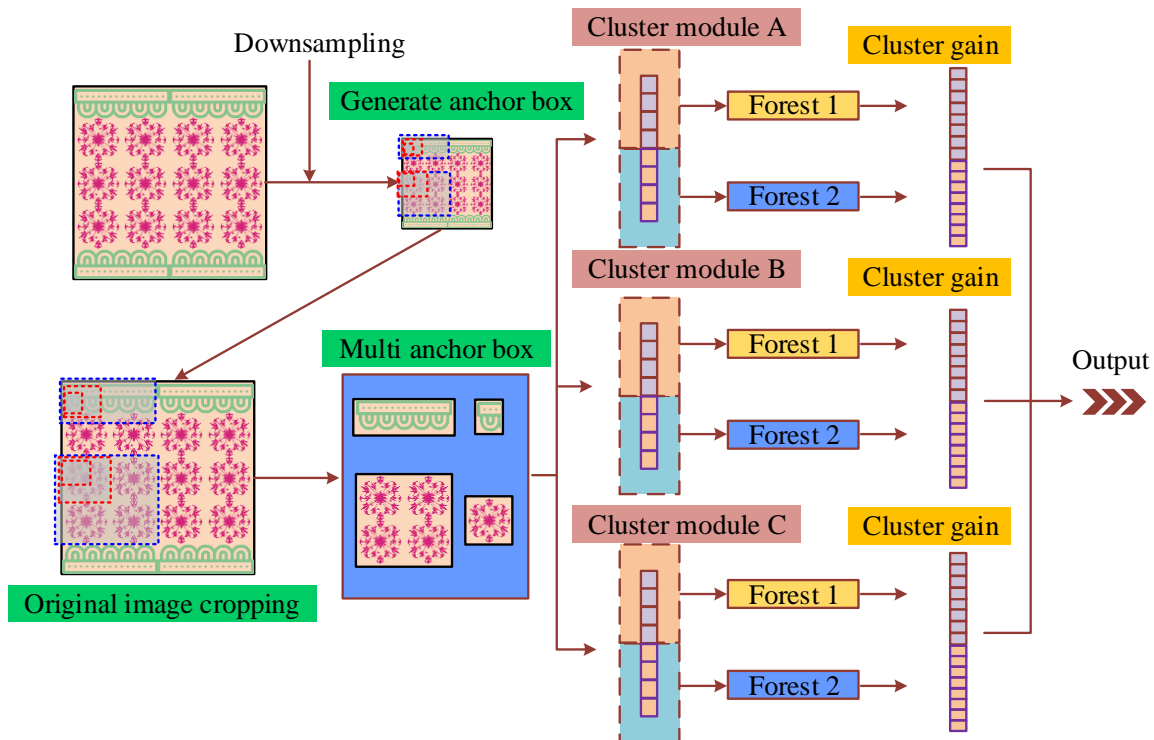 Downsampling
Generate anchor box
Original image cropping
Multi anchor box
Cluster module A
Forest 1
Forest 2
Cluster gain
Cluster module B
Forest 1
Forest 2
Cluster gain
Cluster module C
Forest 1
Forest 2
Cluster gain
Output